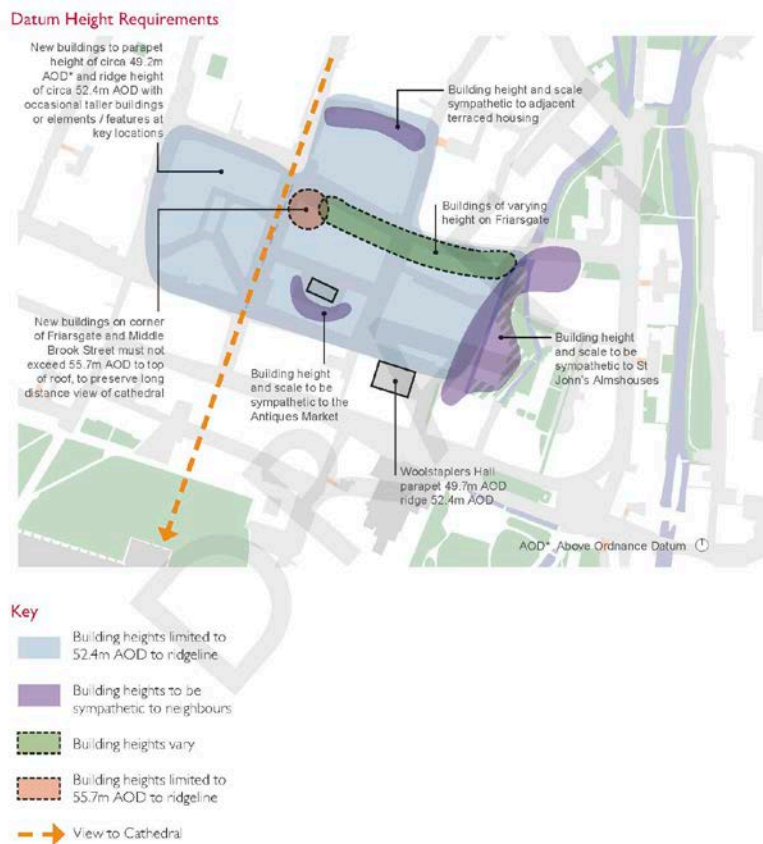 Datum Height Requirements
New buildings to parapet
height of circa 49.2m
AOD* and ridge height
of circa 52.4m AOD with
occasional taller buildings
or elements / features at
key locations
Building height and scale
sympathetic to adjacent
terraced housing
Buildings of varying
height on Friarsgate
New buildings on corner
of Friarsgate and Middle
Brook Street must not
exceed 55.7m AOD to top
of roof, to preserve long
distance view of cathedral
Building height
and scale to be
sympathetic to the
Antiques Market
Building height
and scale to be
sympathetic to St
John's Almshouses
Woolstaplers Hall
parapet 49.7m AOD
ridge 52.4m AOD
AOD* Above Ordnance Datum
DRAFT
Key
Building heights limited to
52.4m AOD to ridgeline
Building heights to be
sympathetic to neighbours
Building heights vary
Building heights limited to
55.7m AOD to ridgeline
View to Cathedral